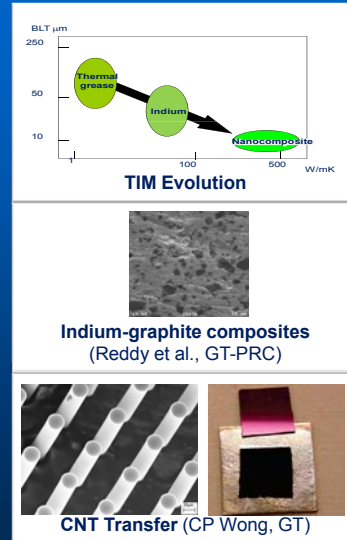 BLT μm
250
Thermal
grease
50
Indium
10
Nanocomposite
1
100
500
W/mK
TIM Evolution
Indium-graphite composites
(Reddy et al., GT-PRC)
CNT Transfer (CP Wong, GT)